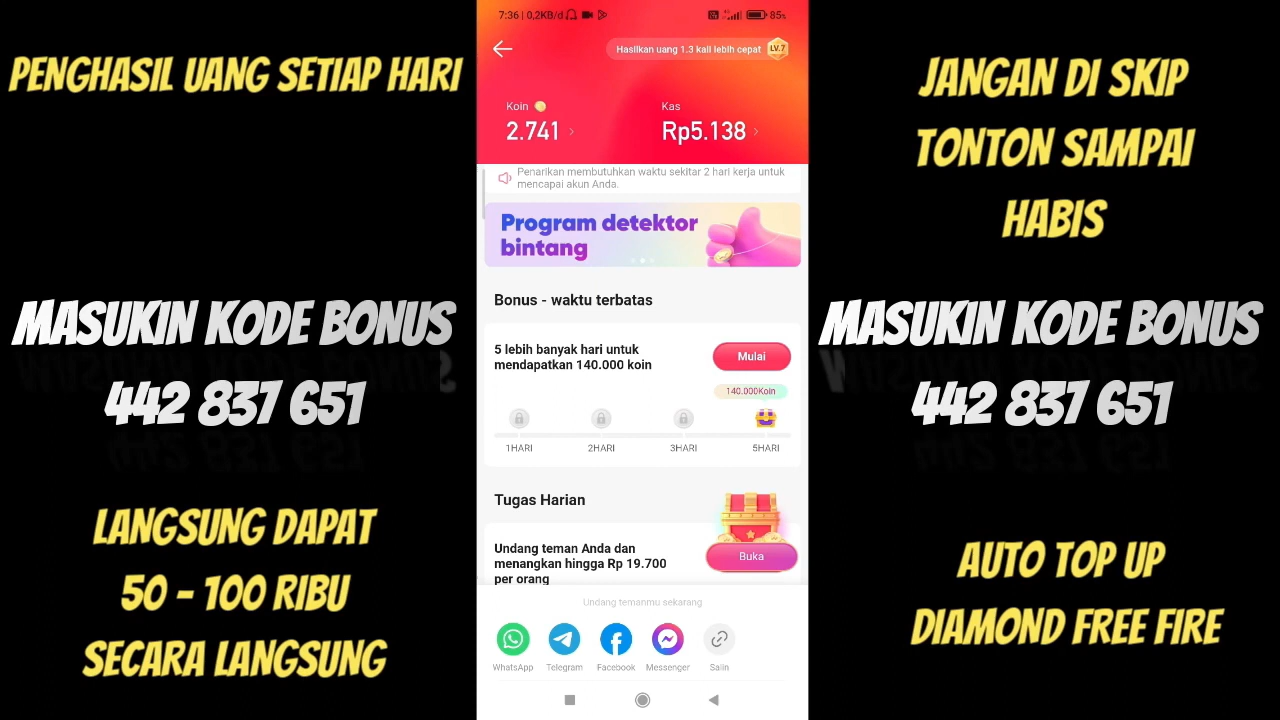 PENGHASIL UANG SETIAP HARI
MASUKIN KODE BONUS
442 837 651
LANGSUNG DAPAT
50 - 100 RIBU
SECARA LANGSUNG
7:36 | 0,2KB/d
85%
Hasilkan uang 1.3 kali lebih cepat
LV.7
Koin
Kas
2.741
Rp5.138
Penarikan membutuhkan waktu sekitar 2 hari kerja untuk
mencapai akun Anda.
Program detektor
bintang
Bonus - waktu terbatas
5 lebih banyak hari untuk
mendapatkan 140.000 koin
Mulai
140.000Koin
1HARI
2HARI
3HARI
5HARI
Tugas Harian
Undang teman Anda dan
menangkan hingga Rp 19.700
per orang
Buka
Undang temanmu sekarang
WhatsApp
Telegram
Facebook
Messenger
Salin
JANGAN DI SKIP
TONTON SAMPAI
HABIS
MASUKIN KODE BONUS
442 837 651
AUTO TOP UP
DIAMOND FREE FIRE